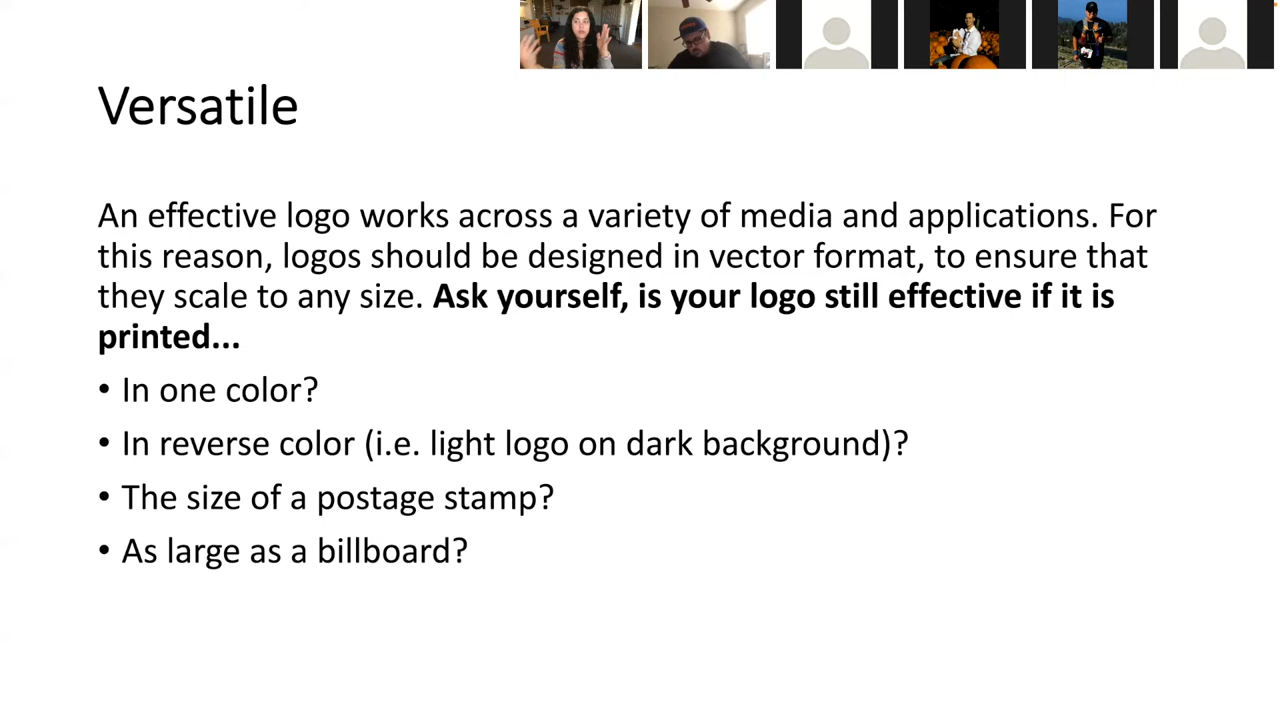 Versatile
An effective logo works across a variety of media and applications. For
this reason, logos should be designed in vector format, to ensure that
they scale to any size. Ask yourself, is your logo still effective if it is
printed...
• In one color?
• In reverse color (i.e. light logo on dark background)?
• The size of a postage stamp?
• As large as a billboard?